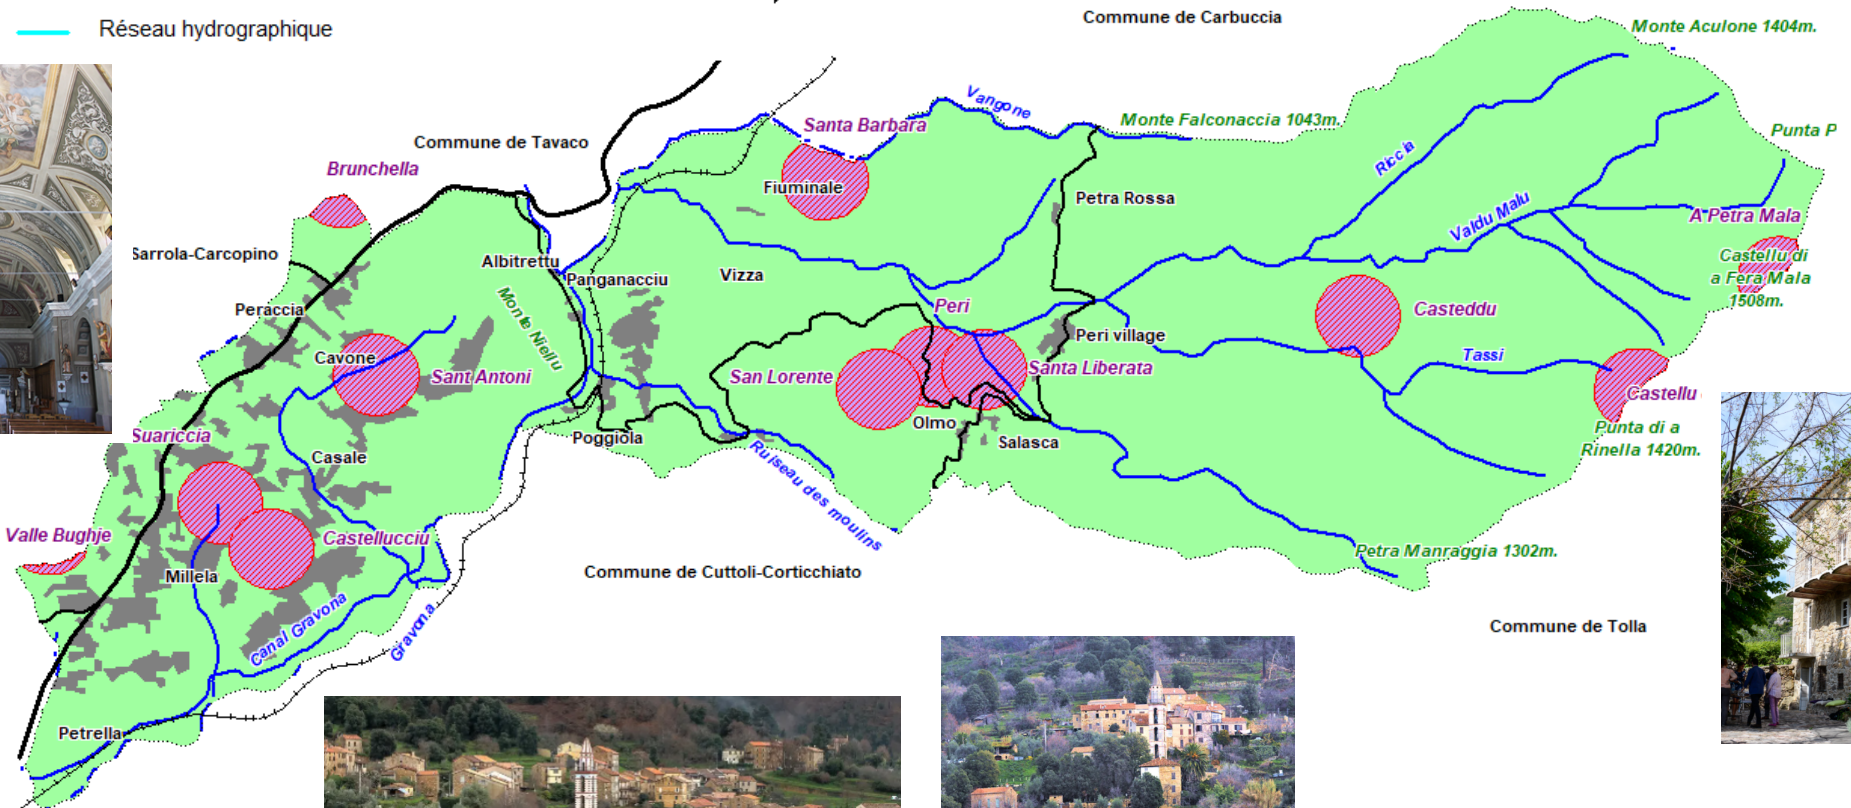 Réseau hydrographique
Commune de Carbuccia
Monte Aculone 1404m.
Vangone
Monte Falconaccia 1043m.
Santa Barbara
Punta P
Commune de Tavaco
Riccia
Brunchella
Fiuminale
Petra Rossa
Valdu Malu
A Petra Mala
Sarrola-Carcopino
Albitrettu
Castellu di
a Fera Mala
1508m.
Panganacciu
Vizza
Peraccia
Monte Niellu
Peri
Casteddu
Peri village
Cavone
Tassi
Sant Antoni
San Lorente
Santa Liberata
Castellu
Olmo
Suariccia
Poggiola
Salasca
Punta di a
Rinella 1420m.
Casale
Ruiseau des moulins
Valle Bughje
Castellucciu
Petra Manraggia 1302m.
Millela
Commune de Cuttoli-Corticchiato
Canal Gravona
Gravona
Commune de Tolla
Petrella